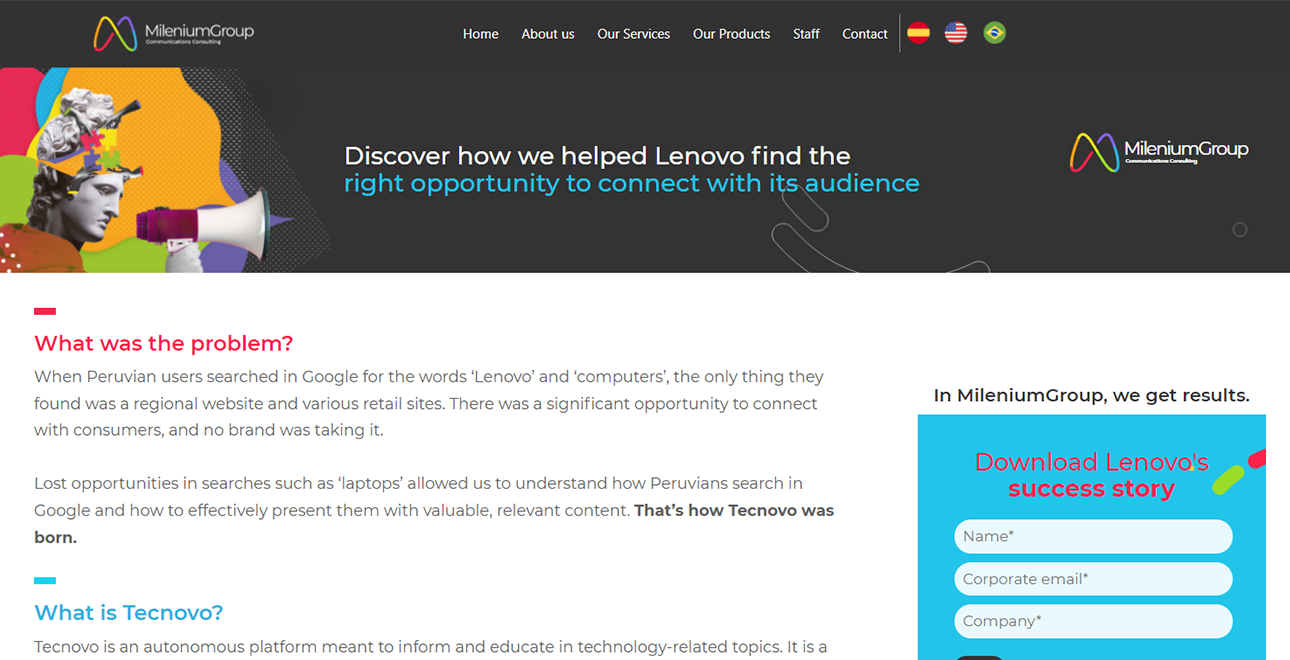 MileniumGroup
Communications Consulting
Home About us Our Services Our Products Staff Contact
Discover how we helped Lenovo find the
right opportunity to connect with its audience
MileniumGroup
Communications Consulting
What was the problem?
When Peruvian users searched in Google for the words ‘Lenovo’ and ‘computers’, the only thing they
found was a regional website and various retail sites. There was a significant opportunity to connect
with consumers, and no brand was taking it.
Lost opportunities in searches such as ‘laptops’ allowed us to understand how Peruvians search in
Google and how to effectively present them with valuable, relevant content. That’s how Tecnovo was
born.
What is Tecnovo?
Tecnovo is an autonomous platform meant to inform and educate in technology-related topics. It is a
In MileniumGroup, we get results.
Download Lenovo's
success story
Name*
Corporate email*
Company*